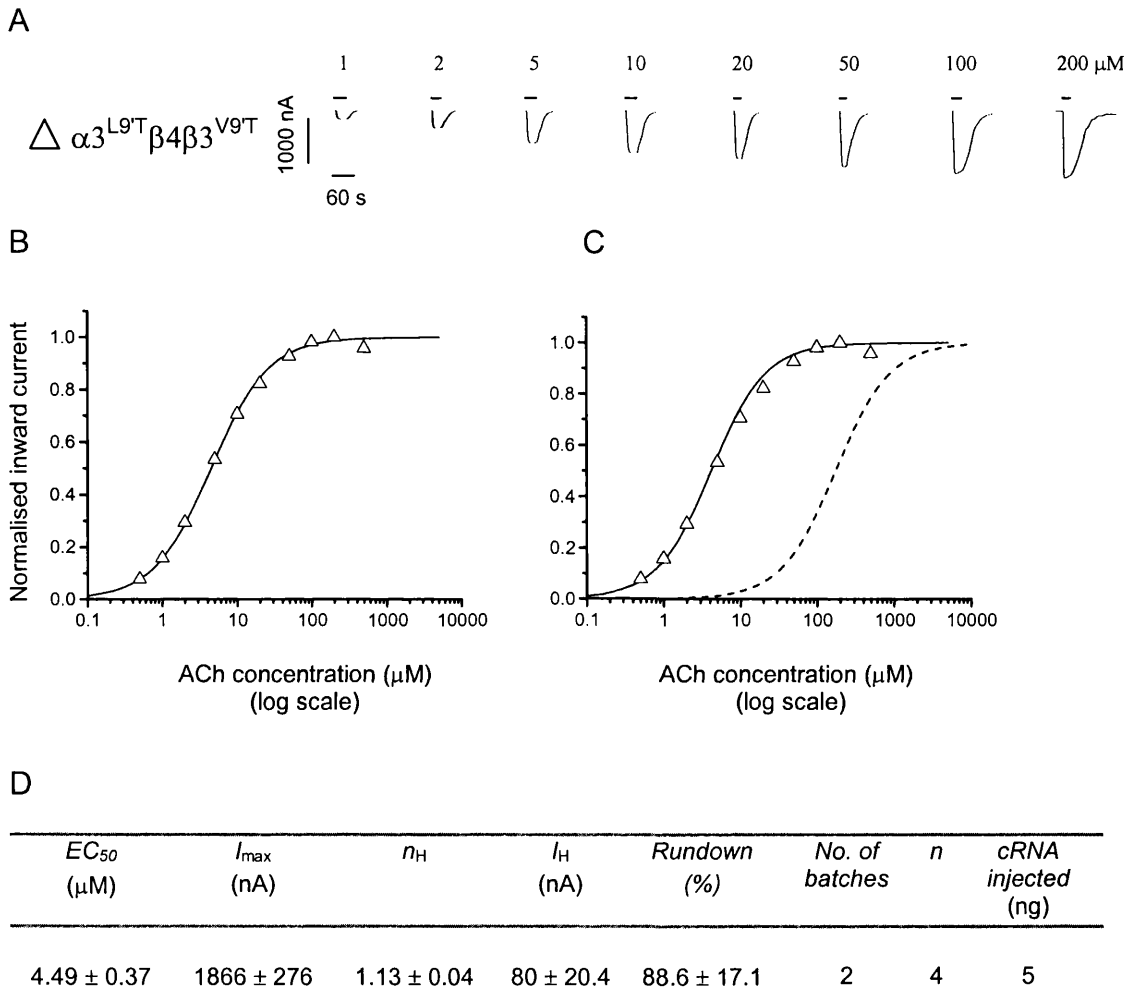 A
1 2 5 10 20 50 100 200 μM
△ α3^L9'T β4β3^V9'T
1000 nA
60 s
B
C
Normalised inward current
1.0
0.8
0.6
0.4
0.2
0.0
0.1 1 10 100 1000 10000
ACh concentration (μM)
(log scale)
1.0
0.8
0.6
0.4
0.2
0.0
0.1 1 10 100 1000 10000
ACh concentration (μM)
(log scale)
D
EC50 Imax nH IH Rundown No. of n cRNA
(μM) (nA) (nA) (%) batches injected
(ng)
4.49 ± 0.37 1866 ± 276 1.13 ± 0.04 80 ± 20.4 88.6 ± 17.1 2 4 5